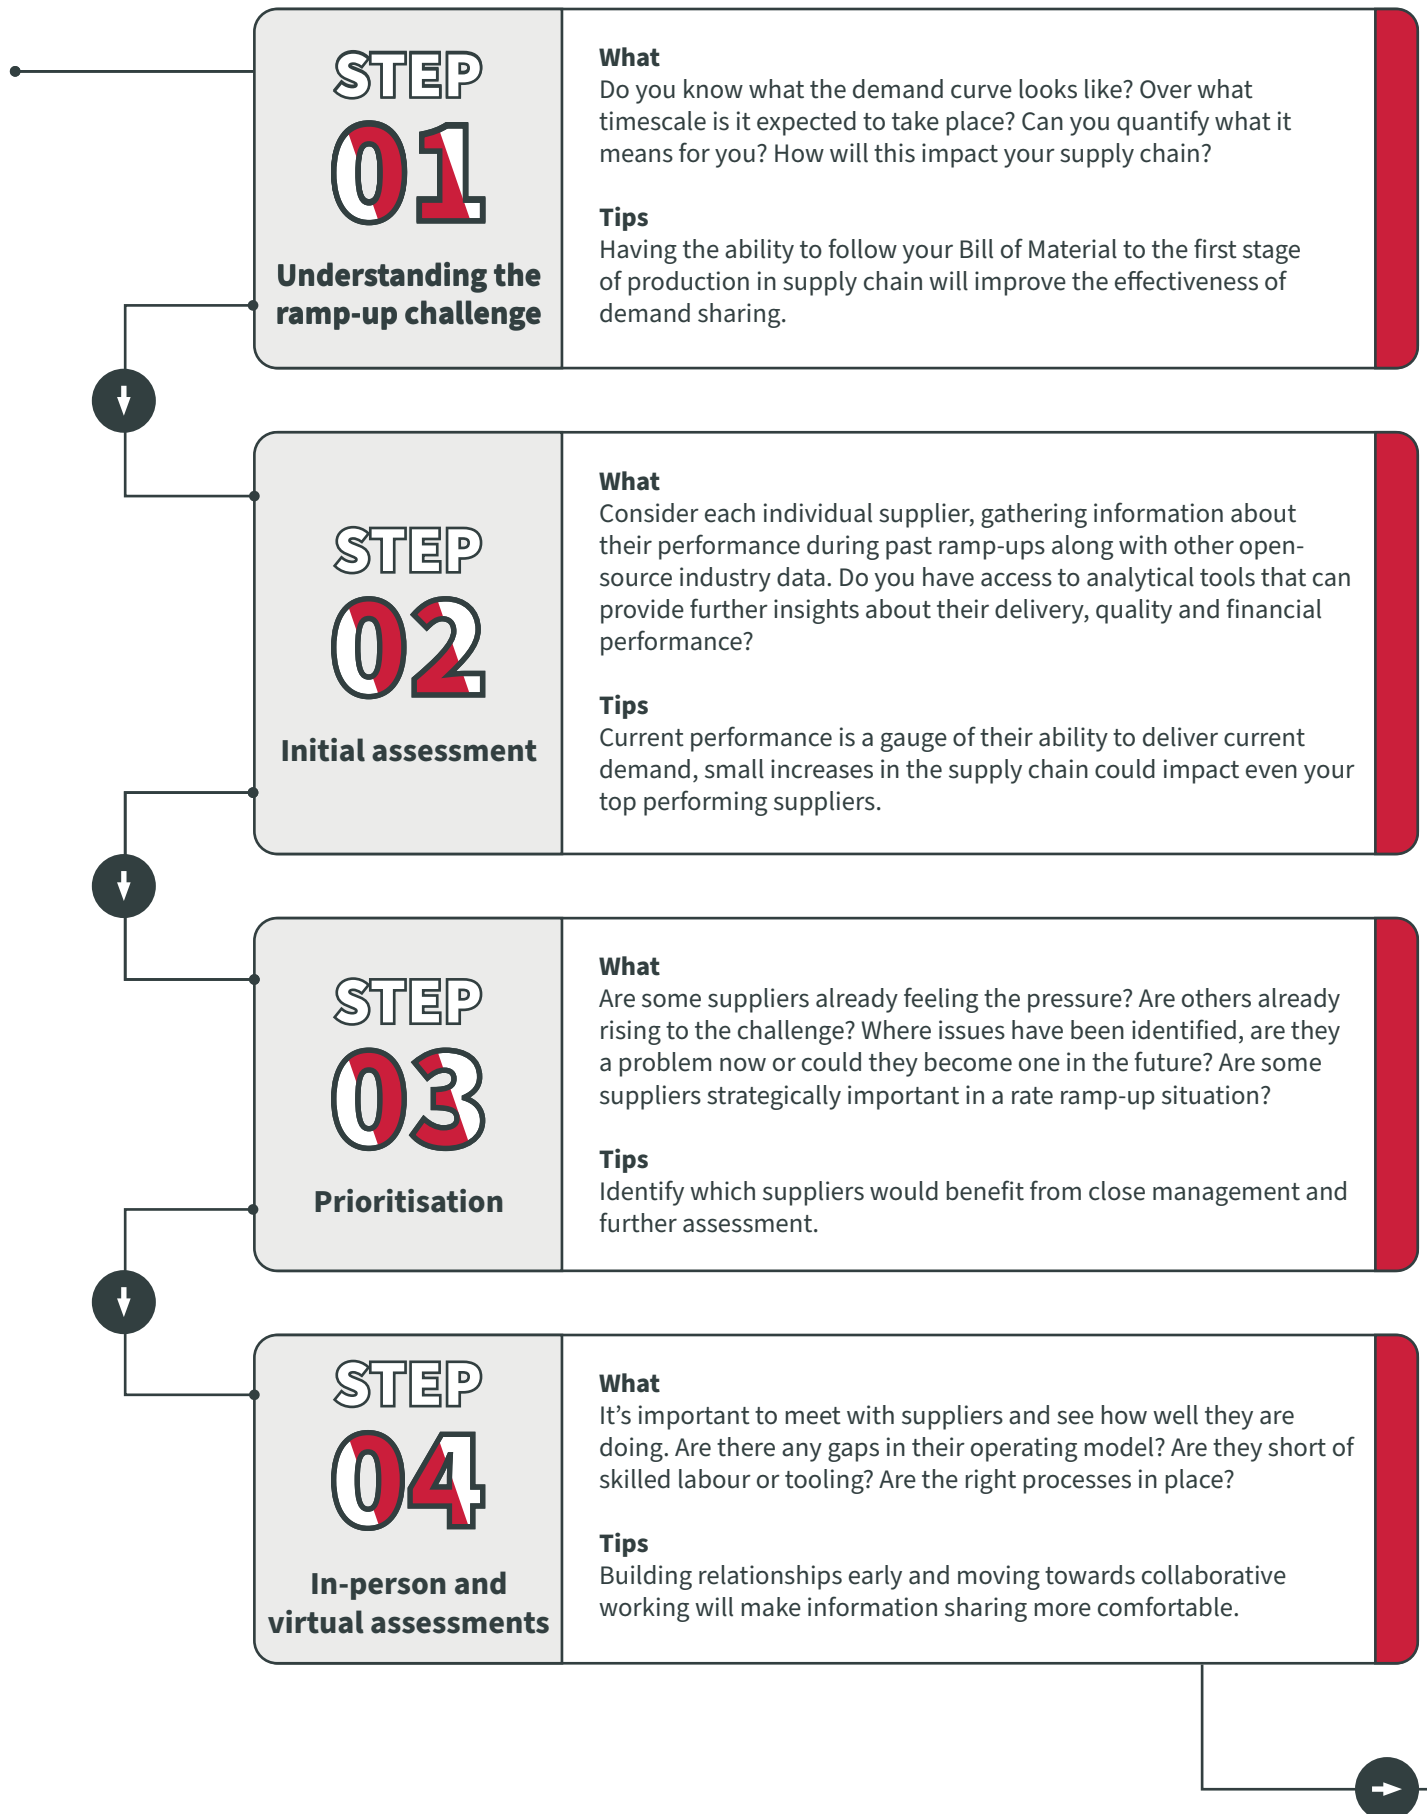 STEP
01
Understanding the
ramp-up challenge
What
Do you know what the demand curve looks like? Over what
timescale is it expected to take place? Can you quantify what it
means for you? How will this impact your supply chain?
Tips
Having the ability to follow your Bill of Material to the first stage
of production in supply chain will improve the effectiveness of
demand sharing.
STEP
02
Initial assessment
What
Consider each individual supplier, gathering information about
their performance during past ramp-ups along with other open-
source industry data. Do you have access to analytical tools that can
provide further insights about their delivery, quality and financial
performance?
Tips
Current performance is a gauge of their ability to deliver current
demand, small increases in the supply chain could impact even your
top performing suppliers.
STEP
03
Prioritisation
What
Are some suppliers already feeling the pressure? Are others already
rising to the challenge? Where issues have been identified, are they
a problem now or could they become one in the future? Are some
suppliers strategically important in a rate ramp-up situation?
Tips
Identify which suppliers would benefit from close management and
further assessment.
STEP
04
In-person and
virtual assessments
What
It’s important to meet with suppliers and see how well they are
doing. Are there any gaps in their operating model? Are they short of
skilled labour or tooling? Are the right processes in place?
Tips
Building relationships early and moving towards collaborative
working will make information sharing more comfortable.